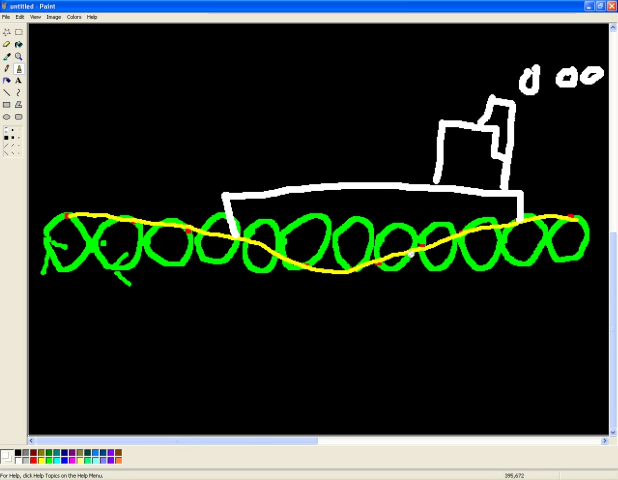 untitled - Paint
File Edit View Image Colors Help
A
For Help, click Help Topics on the Help Menu.
395,672